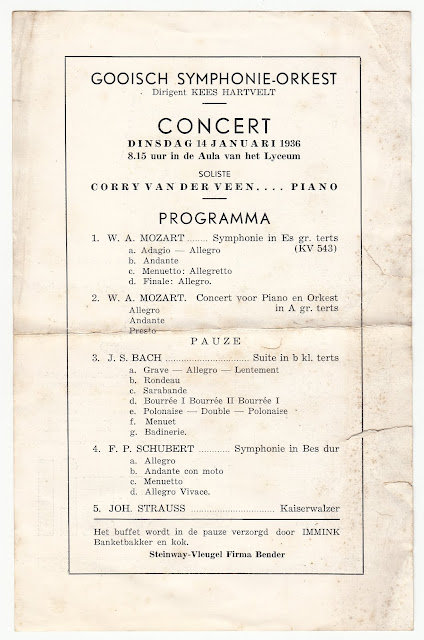 GOOISCH SYMPHONIE-ORKEST
Dirigent KEES HARTVELT
CONCERT
DINSDAG 14 JANUARI 1936
8.15 uur in de Aula van het Lyceum
SOLISTE
CORRY VAN DER VEEN.... PIANO
PROGRAMMA
1. W. A. MOZART ....... Symphonie in Es gr. terts
a. Adagio — Allegro (KV 543)
b. Andante
c. Menuetto: Allegretto
d. Finale: Allegro.
2. W. A. MOZART. Concert voor Piano en Orkest
Allegro in A gr. terts
Andante
Presto
PAUZE
3. J. S. BACH .............................. Suite in b kl. terts
a. Grave — Allegro — Lentement
b. Rondeau
c. Sarabande
d. Bourrée I Bourrée II Bourrée I
e. Polonaise — Double — Polonaise
f. Menuet
g. Badinerie.
4. F. P. SCHUBERT ........... Symphonie in Bes dur
a. Allegro
b. Andante con moto
c. Menuetto
d. Allegro Vivace.
5. JOH. STRAUSS .............................. Kaiserwalzer
Het buffet wordt in de pauze verzorgd door IMMINK
Banketbakker en kok.
Steinway-Vleugel Firma Bender